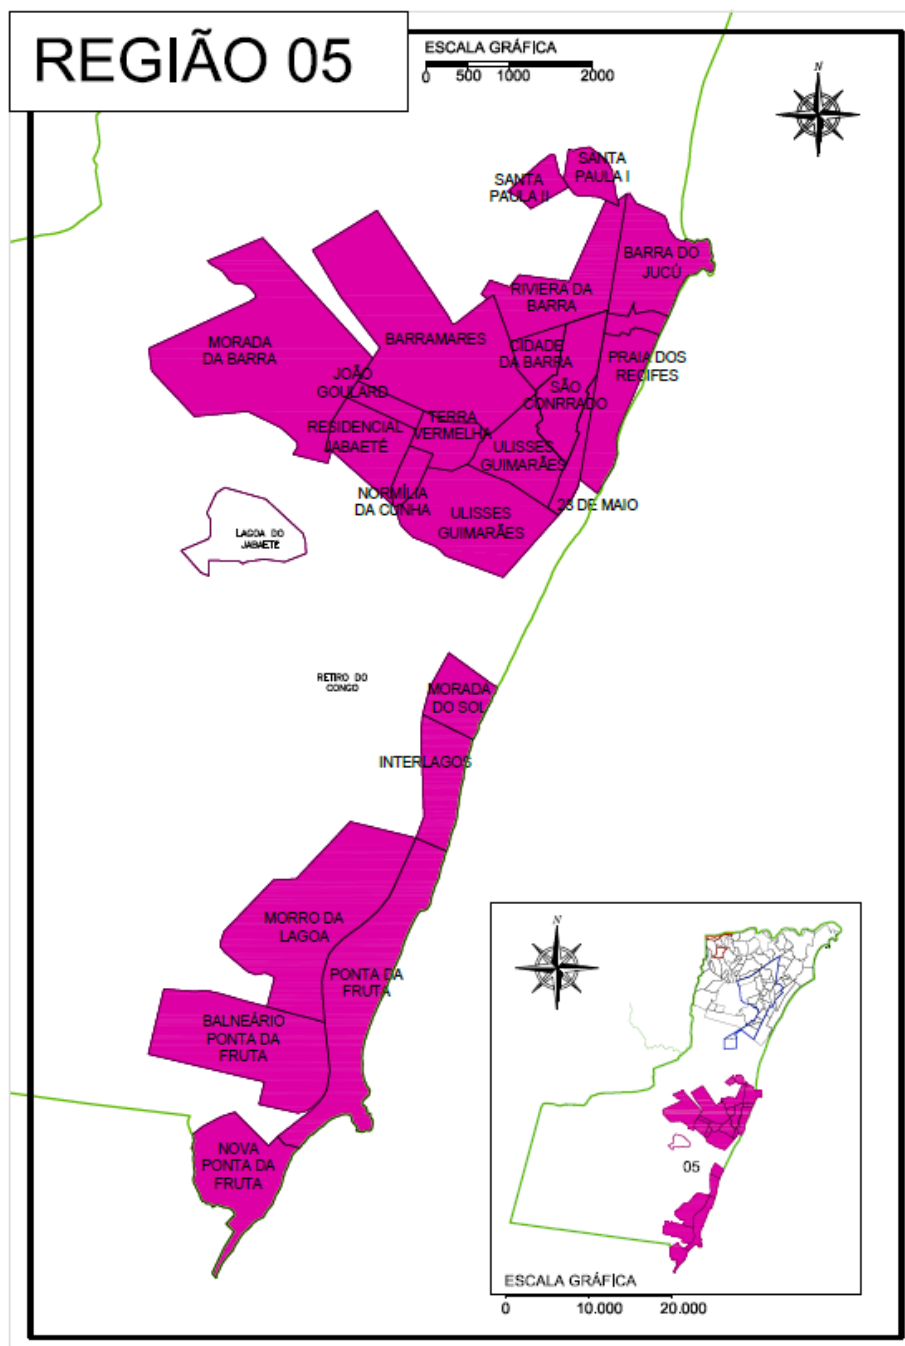 REGIÃO 05
ESCALA GRÁFICA
0 500 1000 2000
N
SANTA
PAULA I
SANTA
PAULA II
BARRA DO
JUCÚ
RIVIERA DA
BARRA
MORADA
DA BARRA
BARRAMARES
CIDADE
DA BARRA
PRAIA DOS
RECIFES
JOÃO
GOULARD
SÃO
CONRRADO
TERRA
VERMELHA
RESIDENCIAL
JABAETÊ
ULISSES
GUIMARÃES
NORMÍLIA
DA CUNHA
23 DE MAIO
ULISSES
GUIMARÃES
LAGOA DO
JABAETÉ
RETIRO DO
CONGO
MORADA
DO SOL
INTERLAGOS
MORRO DA
LAGOA
PONTA DA
FRUTA
BALNEÁRIO
PONTA DA
FRUTA
NOVA
PONTA DA
FRUTA
N
05
ESCALA GRÁFICA
0 10.000 20.000